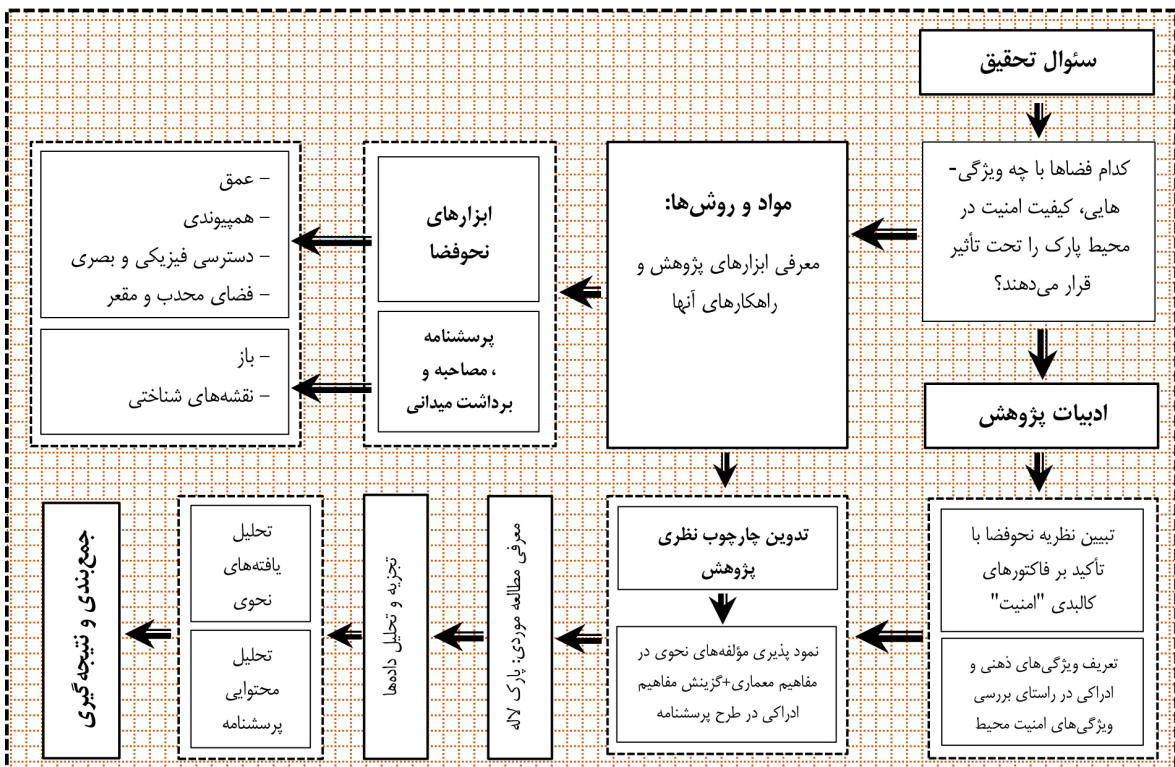 سئوال تحقیق
کدام فضاها با چه ویژگی-
هایی، کیفیت امنیت در
محیط پارک را تحت تأثیر
قرار می‌دهند؟
ادبیات پژوهش
تبیین نظریه نحوفضا با
تأکید بر فاکتورهای
کالبدی "امنیت"
تعریف ویژگی‌های ذهنی و
ادراکی در راستای بررسی
ویژگی‌های امنیت محیط
مواد و روش‌ها:
معرفی ابزارهای پژوهش و
راهکارهای آنها
ابزارهای
نحوفضا
پرسشنامه
، مصاحبه و
برداشت میدانی
- عمق
- همپیوندی
- دسترسی فیزیکی و بصری
- فضای محدب و مقعر
- باز
- نقشه‌های شناختی
تدوین چارچوب نظری
پژوهش
نمود پذیری مؤلفه‌های نحوی در
مفاهیم معماری+گزینش مفاهیم
ادراکی در طرح پرسشنامه
معرفی مطالعه موردی: پارک لاله
تجزیه و تحلیل داده‌ها
تحلیل
یافته‌های
نحوی
تحلیل
محتوایی
پرسشنامه
جمع‌بندی و نتیجه‌گیری